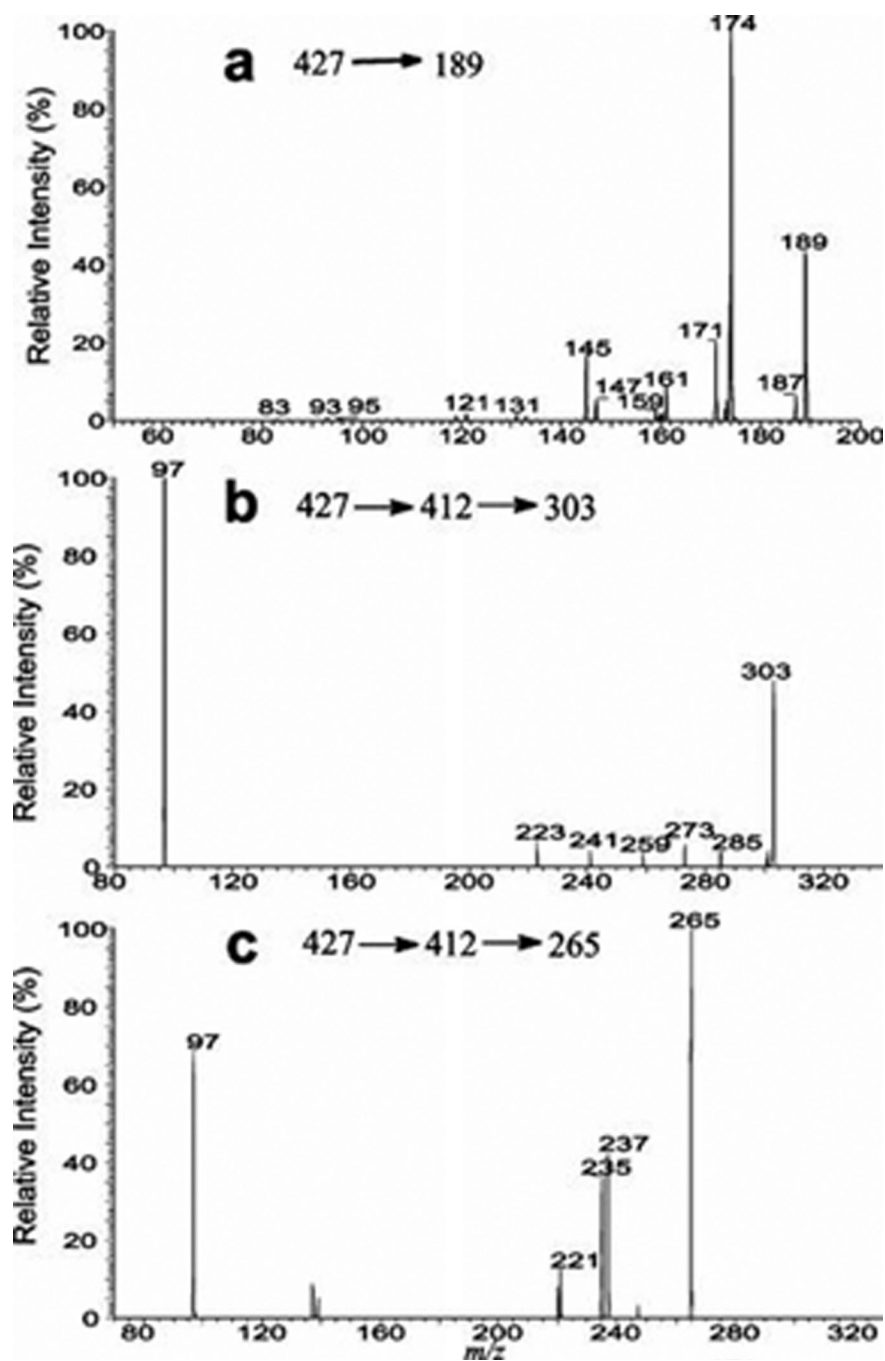 100
80
60
40
20
0
Relative Intensity (%)
a 427 → 189
174
189
171
145
147
161
159
187
83 93 95 121 131
60 80 100 120 140 160 180 200
100
80
60
40
20
0
Relative Intensity (%)
97
b 427 → 412 → 303
303
223 241 259 273 285
80 120 160 200 240 280 320
100
80
60
40
20
0
Relative Intensity (%)
c 427 → 412 → 265
265
97
237
235
221
80 120 160 200 240 280 320
m/z